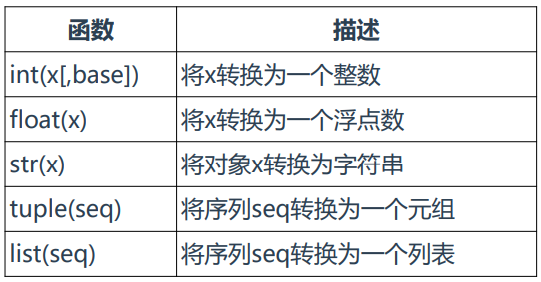 函数 描述
int(x[,base]) 将x转换为一个整数
float(x) 将x转换为一个浮点数
str(x) 将对象x转换为字符串
tuple(seq) 将序列seq转换为一个元组
list(seq) 将序列seq转换为一个列表